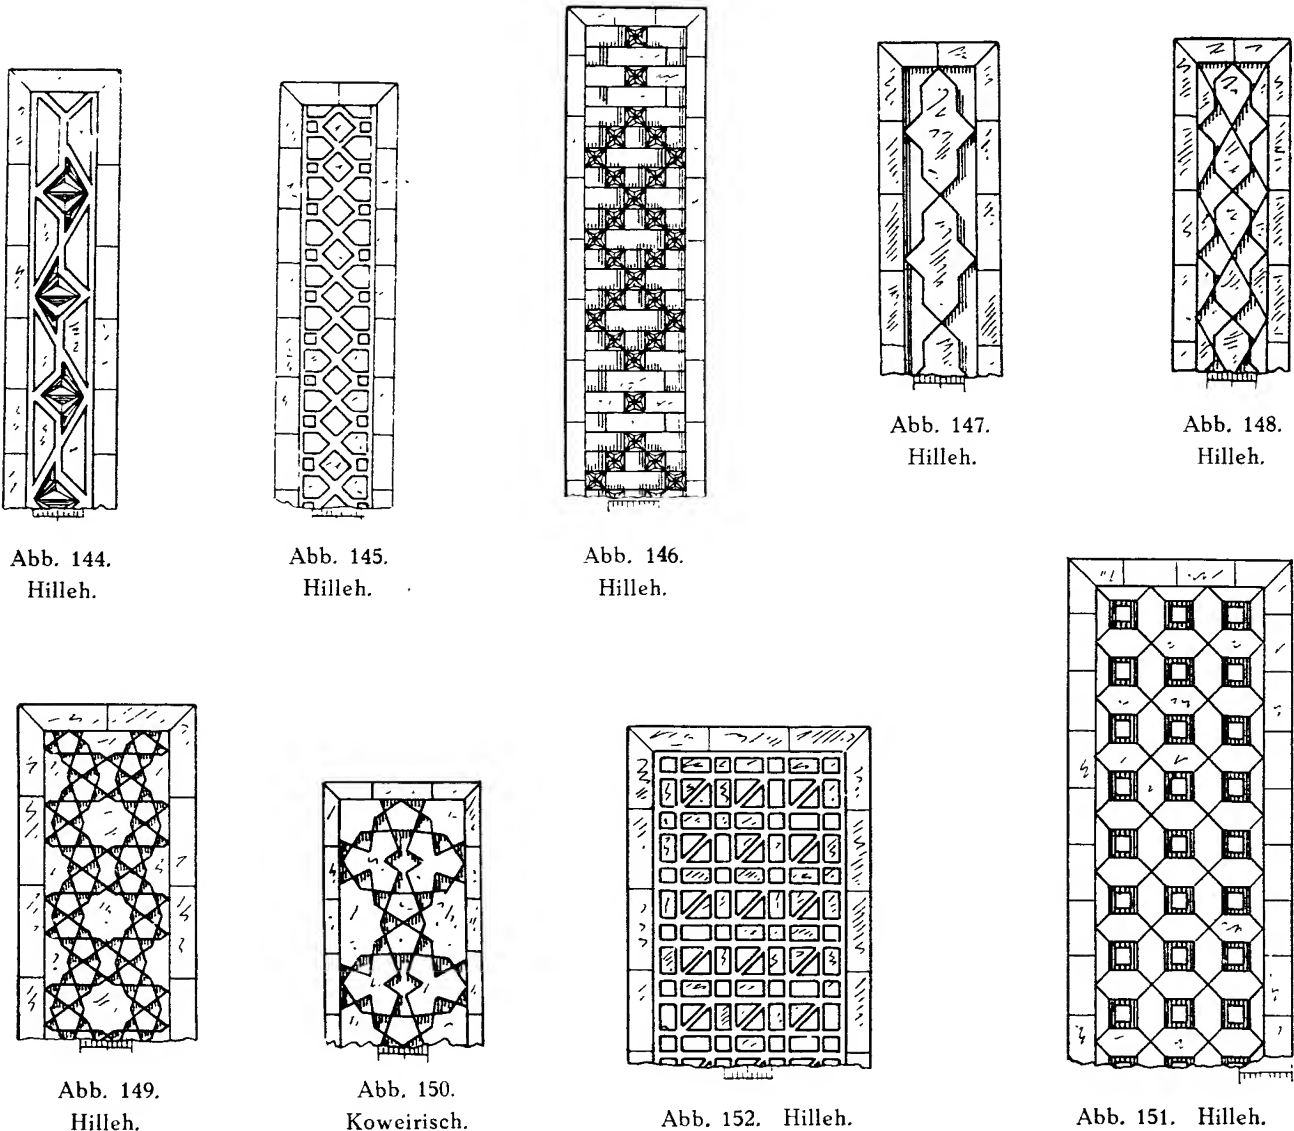 Abb. 144.
Hilleh.
Abb. 145.
Hilleh.
Abb. 146.
Hilleh.
Abb. 147.
Hilleh.
Abb. 148.
Hilleh.
Abb. 149.
Hilleh.
Abb. 150.
Koweirisch.
Abb. 152. Hilleh.
Abb. 151. Hilleh.